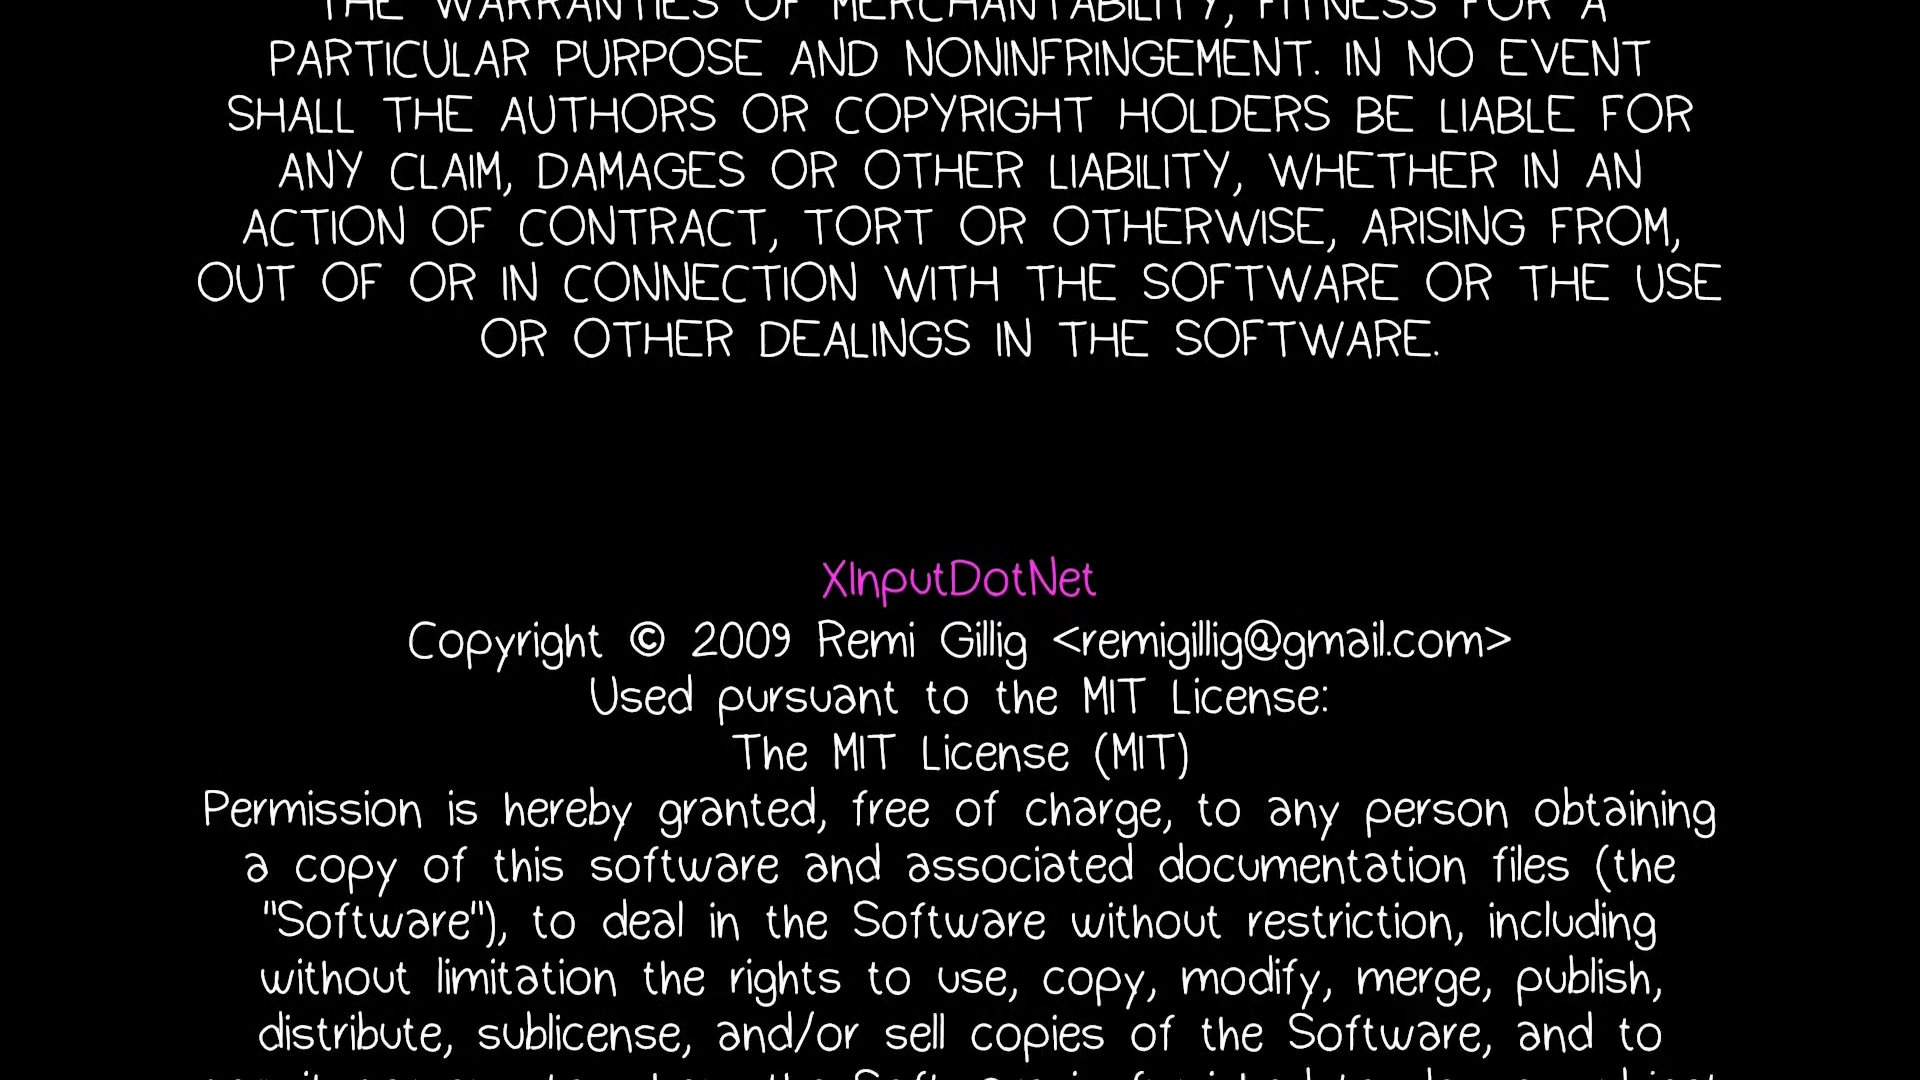 THE WARRANTIES OF MERCHANTABILITY, FITNESS FOR A
PARTICULAR PURPOSE AND NONINFRINGEMENT. IN NO EVENT
SHALL THE AUTHORS OR COPYRIGHT HOLDERS BE LIABLE FOR
ANY CLAIM, DAMAGES OR OTHER LIABILITY, WHETHER IN AN
ACTION OF CONTRACT, TORT OR OTHERWISE, ARISING FROM,
OUT OF OR IN CONNECTION WITH THE SOFTWARE OR THE USE
OR OTHER DEALINGS IN THE SOFTWARE.
XInputDotNet
Copyright © 2009 Remi Gillig <remigillig@gmail.com>
Used pursuant to the MIT License:
The MIT License (MIT)
Permission is hereby granted, free of charge, to any person obtaining
a copy of this software and associated documentation files (the
"Software"), to deal in the Software without restriction, including
without limitation the rights to use, copy, modify, merge, publish,
distribute, sublicense, and/or sell copies of the Software, and to